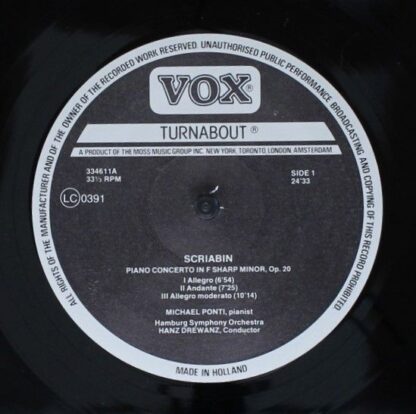 ALL RIGHTS OF THE MANUFACTURER AND OF THE OWNER OF THE RECORDED WORK RESERVED. UNAUTHORISED PUBLIC PERFORMANCE BROADCASTING AND COPYING OF THIS RECORD PROHIBITED.
VOX®
TURNABOUT®
A PRODUCT OF THE MOSS MUSIC GROUP INC. NEW YORK, TORONTO, LONDON, AMSTERDAM
334611A
33⅓ RPM
SIDE 1
24'33
LC 0391
SCRIABIN
PIANO CONCERTO IN F SHARP MINOR, Op. 20
I Allegro (6'54)
II Andante (7'25)
III Allegro moderato (10'14)
MICHAEL PONTI, pianist
Hamburg Symphony Orchestra
HANZ DREWANZ, Conductor
MADE IN HOLLAND